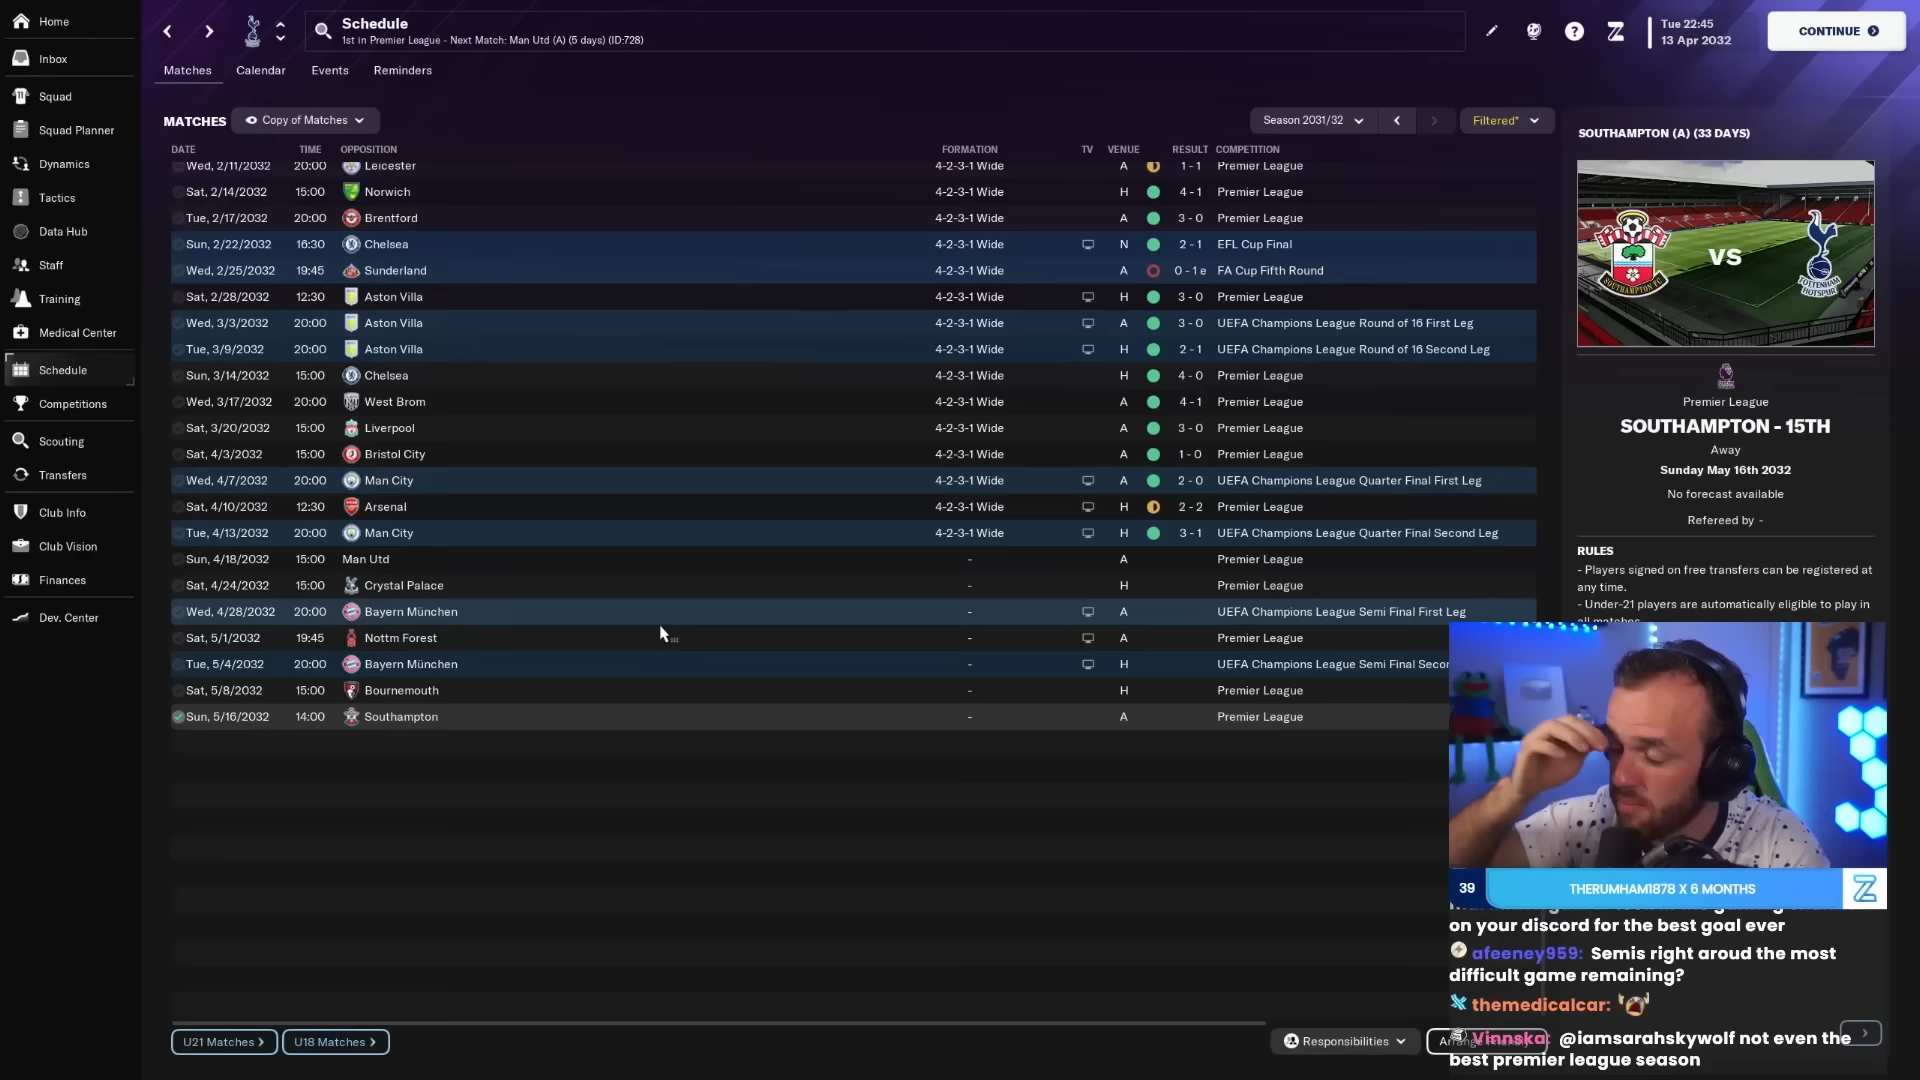 Home
Inbox
Squad
Squad Planner
Dynamics
Tactics
Data Hub
Staff
Training
Medical Center
Schedule
Competitions
Scouting
Transfers
Club Info
Club Vision
Finances
Dev. Center
Schedule
1st in Premier League - Next Match: Man Utd (A) (5 days) (ID:728)
Tue 22:45
13 Apr 2032
CONTINUE
Matches Calendar Events Reminders
MATCHES Copy of Matches Season 2031/32 Filtered*
DATE TIME OPPOSITION FORMATION TV VENUE RESULT COMPETITION
Wed, 2/11/2032 20:00 Leicester 4-2-3-1 Wide A 1 - 1 Premier League
Sat, 2/14/2032 15:00 Norwich 4-2-3-1 Wide H 4 - 1 Premier League
Tue, 2/17/2032 20:00 Brentford 4-2-3-1 Wide A 3 - 0 Premier League
Sun, 2/22/2032 16:30 Chelsea 4-2-3-1 Wide N 2 - 1 EFL Cup Final
Wed, 2/25/2032 19:45 Sunderland 4-2-3-1 Wide A 0 - 1 e FA Cup Fifth Round
Sat, 2/28/2032 12:30 Aston Villa 4-2-3-1 Wide H 3 - 0 Premier League
Wed, 3/3/2032 20:00 Aston Villa 4-2-3-1 Wide A 3 - 0 UEFA Champions League Round of 16 First Leg
Tue, 3/9/2032 20:00 Aston Villa 4-2-3-1 Wide H 2 - 1 UEFA Champions League Round of 16 Second Leg
Sun, 3/14/2032 15:00 Chelsea 4-2-3-1 Wide H 4 - 0 Premier League
Wed, 3/17/2032 20:00 West Brom 4-2-3-1 Wide A 4 - 1 Premier League
Sat, 3/20/2032 15:00 Liverpool 4-2-3-1 Wide A 3 - 0 Premier League
Sat, 4/3/2032 15:00 Bristol City 4-2-3-1 Wide A 1 - 0 Premier League
Wed, 4/7/2032 20:00 Man City 4-2-3-1 Wide A 2 - 0 UEFA Champions League Quarter Final First Leg
Sat, 4/10/2032 12:30 Arsenal 4-2-3-1 Wide H 2 - 2 Premier League
Tue, 4/13/2032 20:00 Man City 4-2-3-1 Wide H 3 - 1 UEFA Champions League Quarter Final Second Leg
Sun, 4/18/2032 15:00 Man Utd - A Premier League
Sat, 4/24/2032 15:00 Crystal Palace - H Premier League
Wed, 4/28/2032 20:00 Bayern München - A UEFA Champions League Semi Final First Leg
Sat, 5/1/2032 19:45 Nottm Forest - A Premier League
Tue, 5/4/2032 20:00 Bayern München - H UEFA Champions League Semi Final Secon
Sat, 5/8/2032 15:00 Bournemouth - H Premier League
Sun, 5/16/2032 14:00 Southampton - A Premier League
U21 Matches U18 Matches Responsibilities
SOUTHAMPTON (A) (33 DAYS)
SOUTHAMPTON FC
VS
TOTTENHAM
HOTSPUR
Premier League
SOUTHAMPTON - 15TH
Away
Sunday May 16th 2032
No forecast available
Refereed by -
RULES
- Players signed on free transfers can be registered at
any time.
- Under-21 players are automatically eligible to play in
all matches
39 THERUMHAM1878 X 6 MONTHS
on your discord for the best goal ever
afeeney959: Semis right aroud the most
difficult game remaining?
themedicalcar:
Vinnska: @iamsarahskywolf not even the
best premier league season